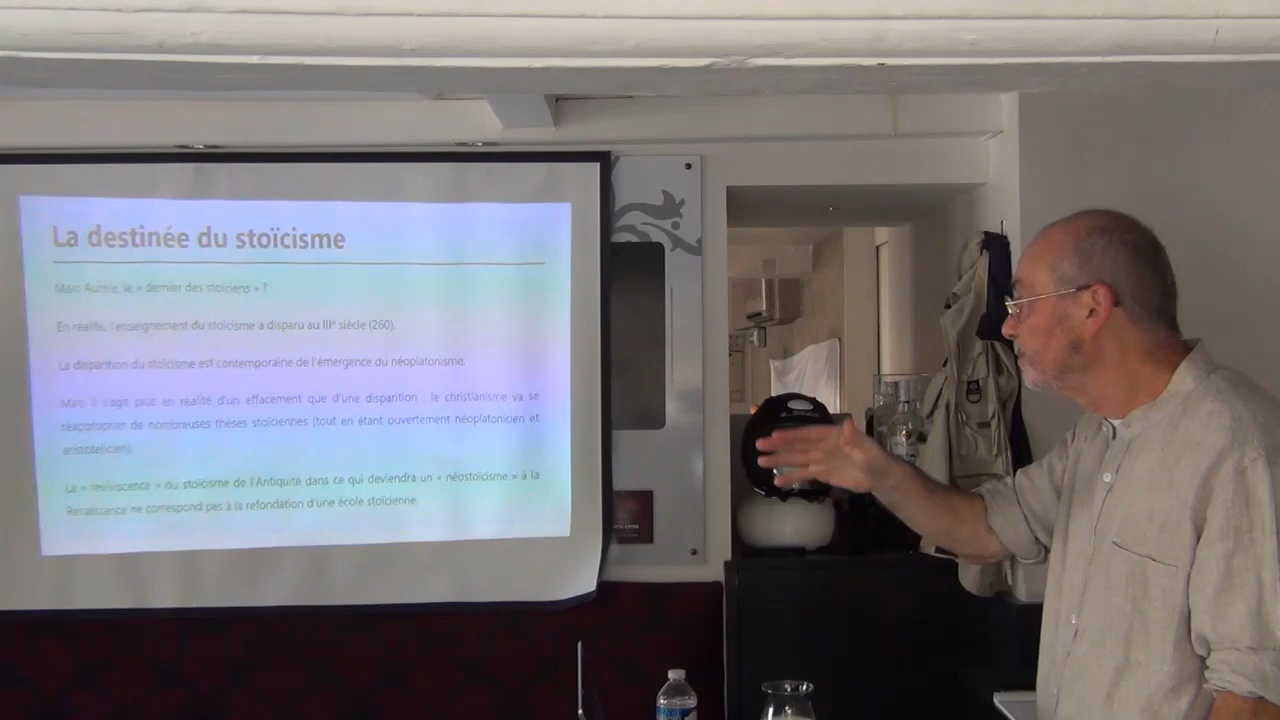 La destinée du stoïcisme
Marc Aurèle, le « dernier des stoïciens » ?
En réalité, l'enseignement du stoïcisme a disparu au IIIᵉ siècle (260).
La disparition du stoïcisme est contemporaine de l'émergence du néoplatonisme.
Mais il s'agit plus en réalité d'un effacement que d'une disparition : le christianisme va se
réapproprier de nombreuses thèses stoïciennes (tout en étant ouvertement néoplatonicien et
aristotélicien).
La « reviviscence » du stoïcisme de l'Antiquité dans ce qui deviendra un « néostoïcisme » à la
Renaissance ne correspond pas à la refondation d'une école stoïcienne.